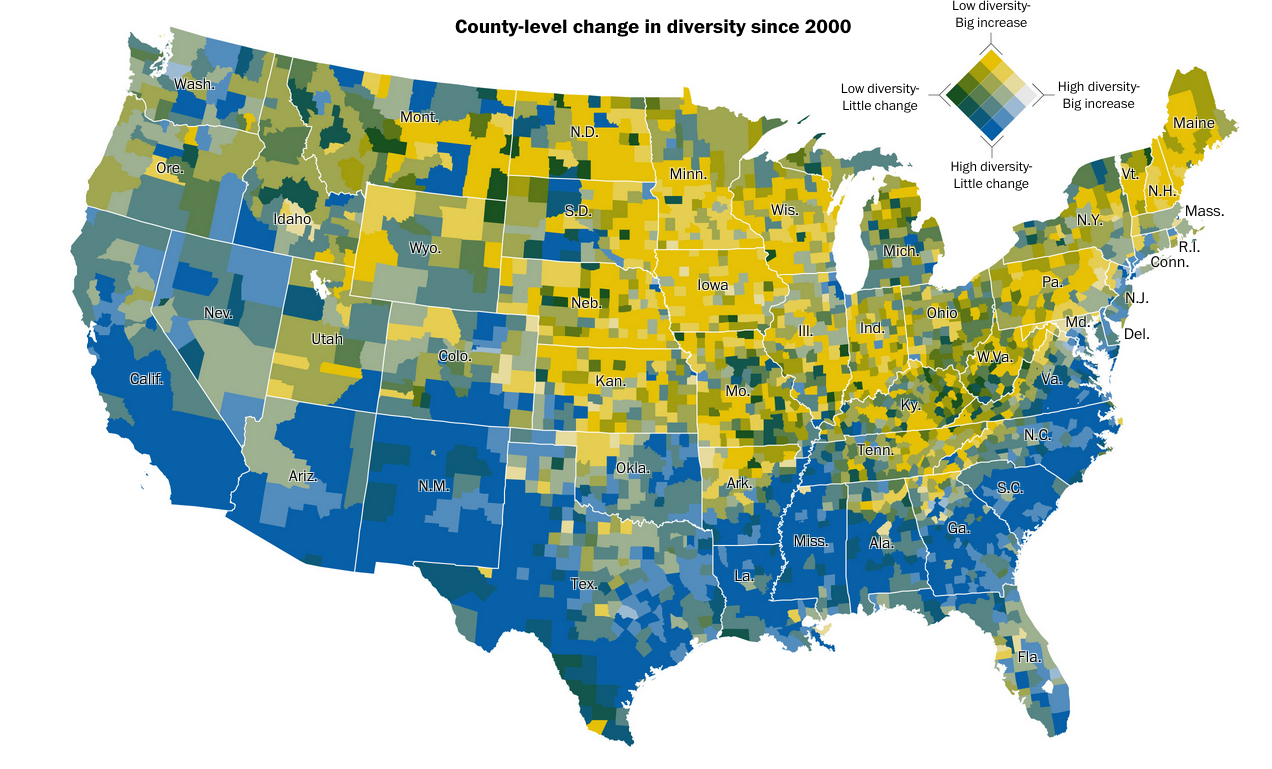 County-level change in diversity since 2000
Low diversity-
Big increase
Low diversity-
Little change
High diversity-
Big increase
High diversity-
Little change
Wash.
Mont.
N.D.
Minn.
Maine
Ore.
Idaho
S.D.
Wis.
Vt.
N.H.
N.Y.
Mass.
Wyo.
Mich.
R.I.
Conn.
Nev.
Neb.
Iowa
Pa.
N.J.
Utah
Colo.
Ill.
Ind.
Ohio
Md.
Del.
Calif.
Kan.
Mo.
W.Va.
Va.
Ky.
Ariz.
N.M.
Okla.
Ark.
Tenn.
N.C.
S.C.
Tex.
La.
Miss.
Ala.
Ga.
Fla.